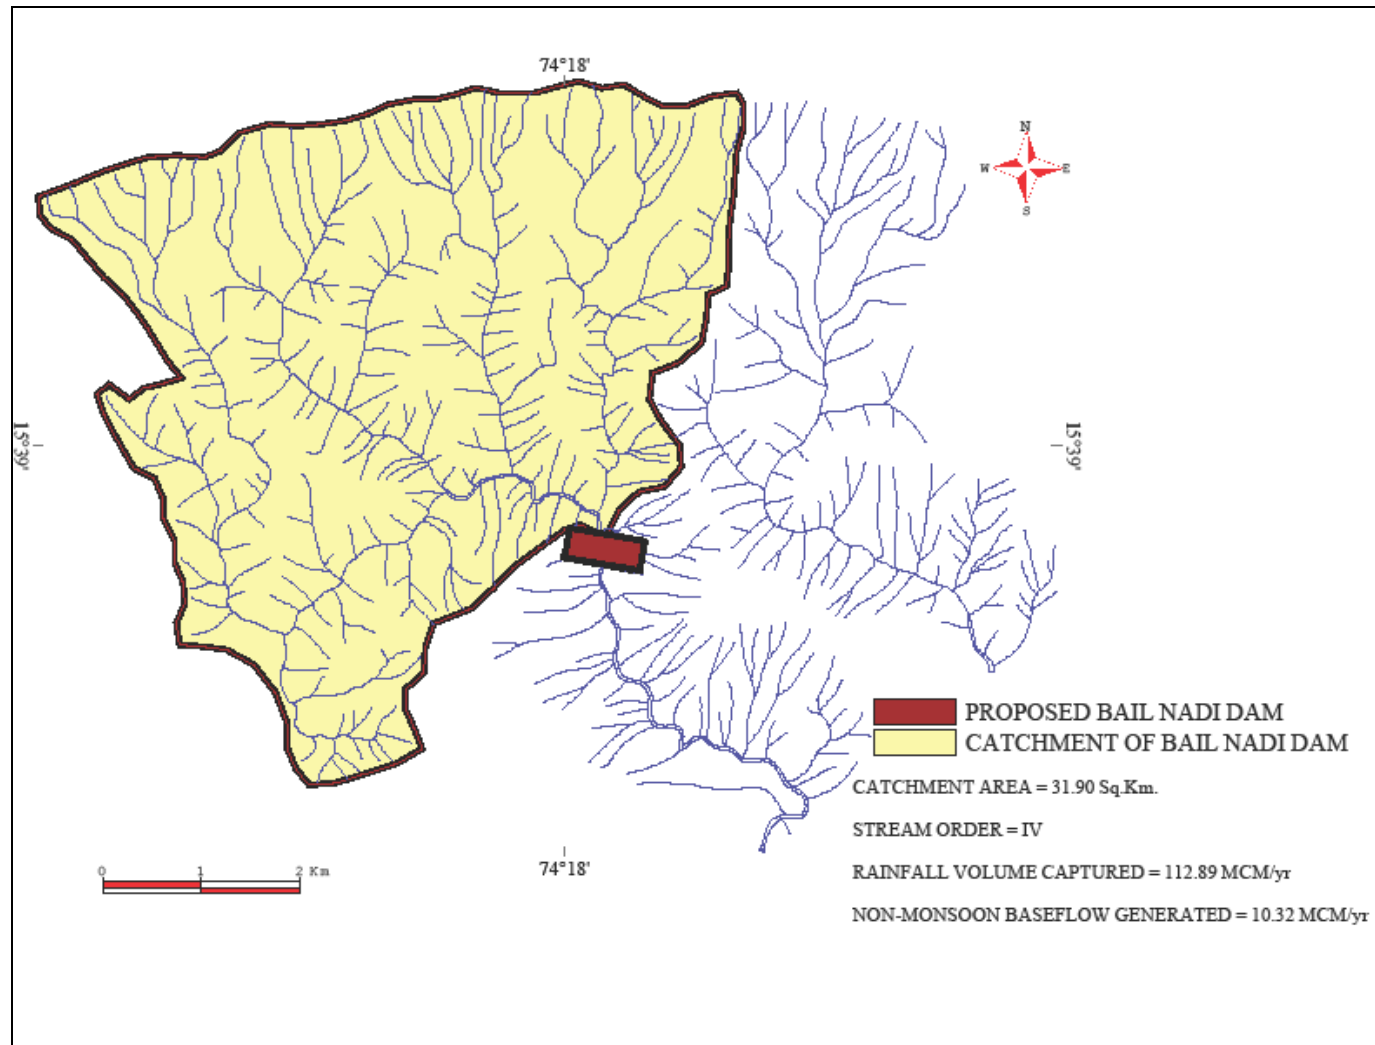 74°18'
N
W E
S
15°39'
15°39'
PROPOSED BAIL NADI DAM
CATCHMENT OF BAIL NADI DAM
CATCHMENT AREA = 31.90 Sq.Km.
STREAM ORDER = IV
74°18'
0 1 2 Km
RAINFALL VOLUME CAPTURED = 112.89 MCM/yr
NON-MONSOON BASEFLOW GENERATED = 10.32 MCM/yr